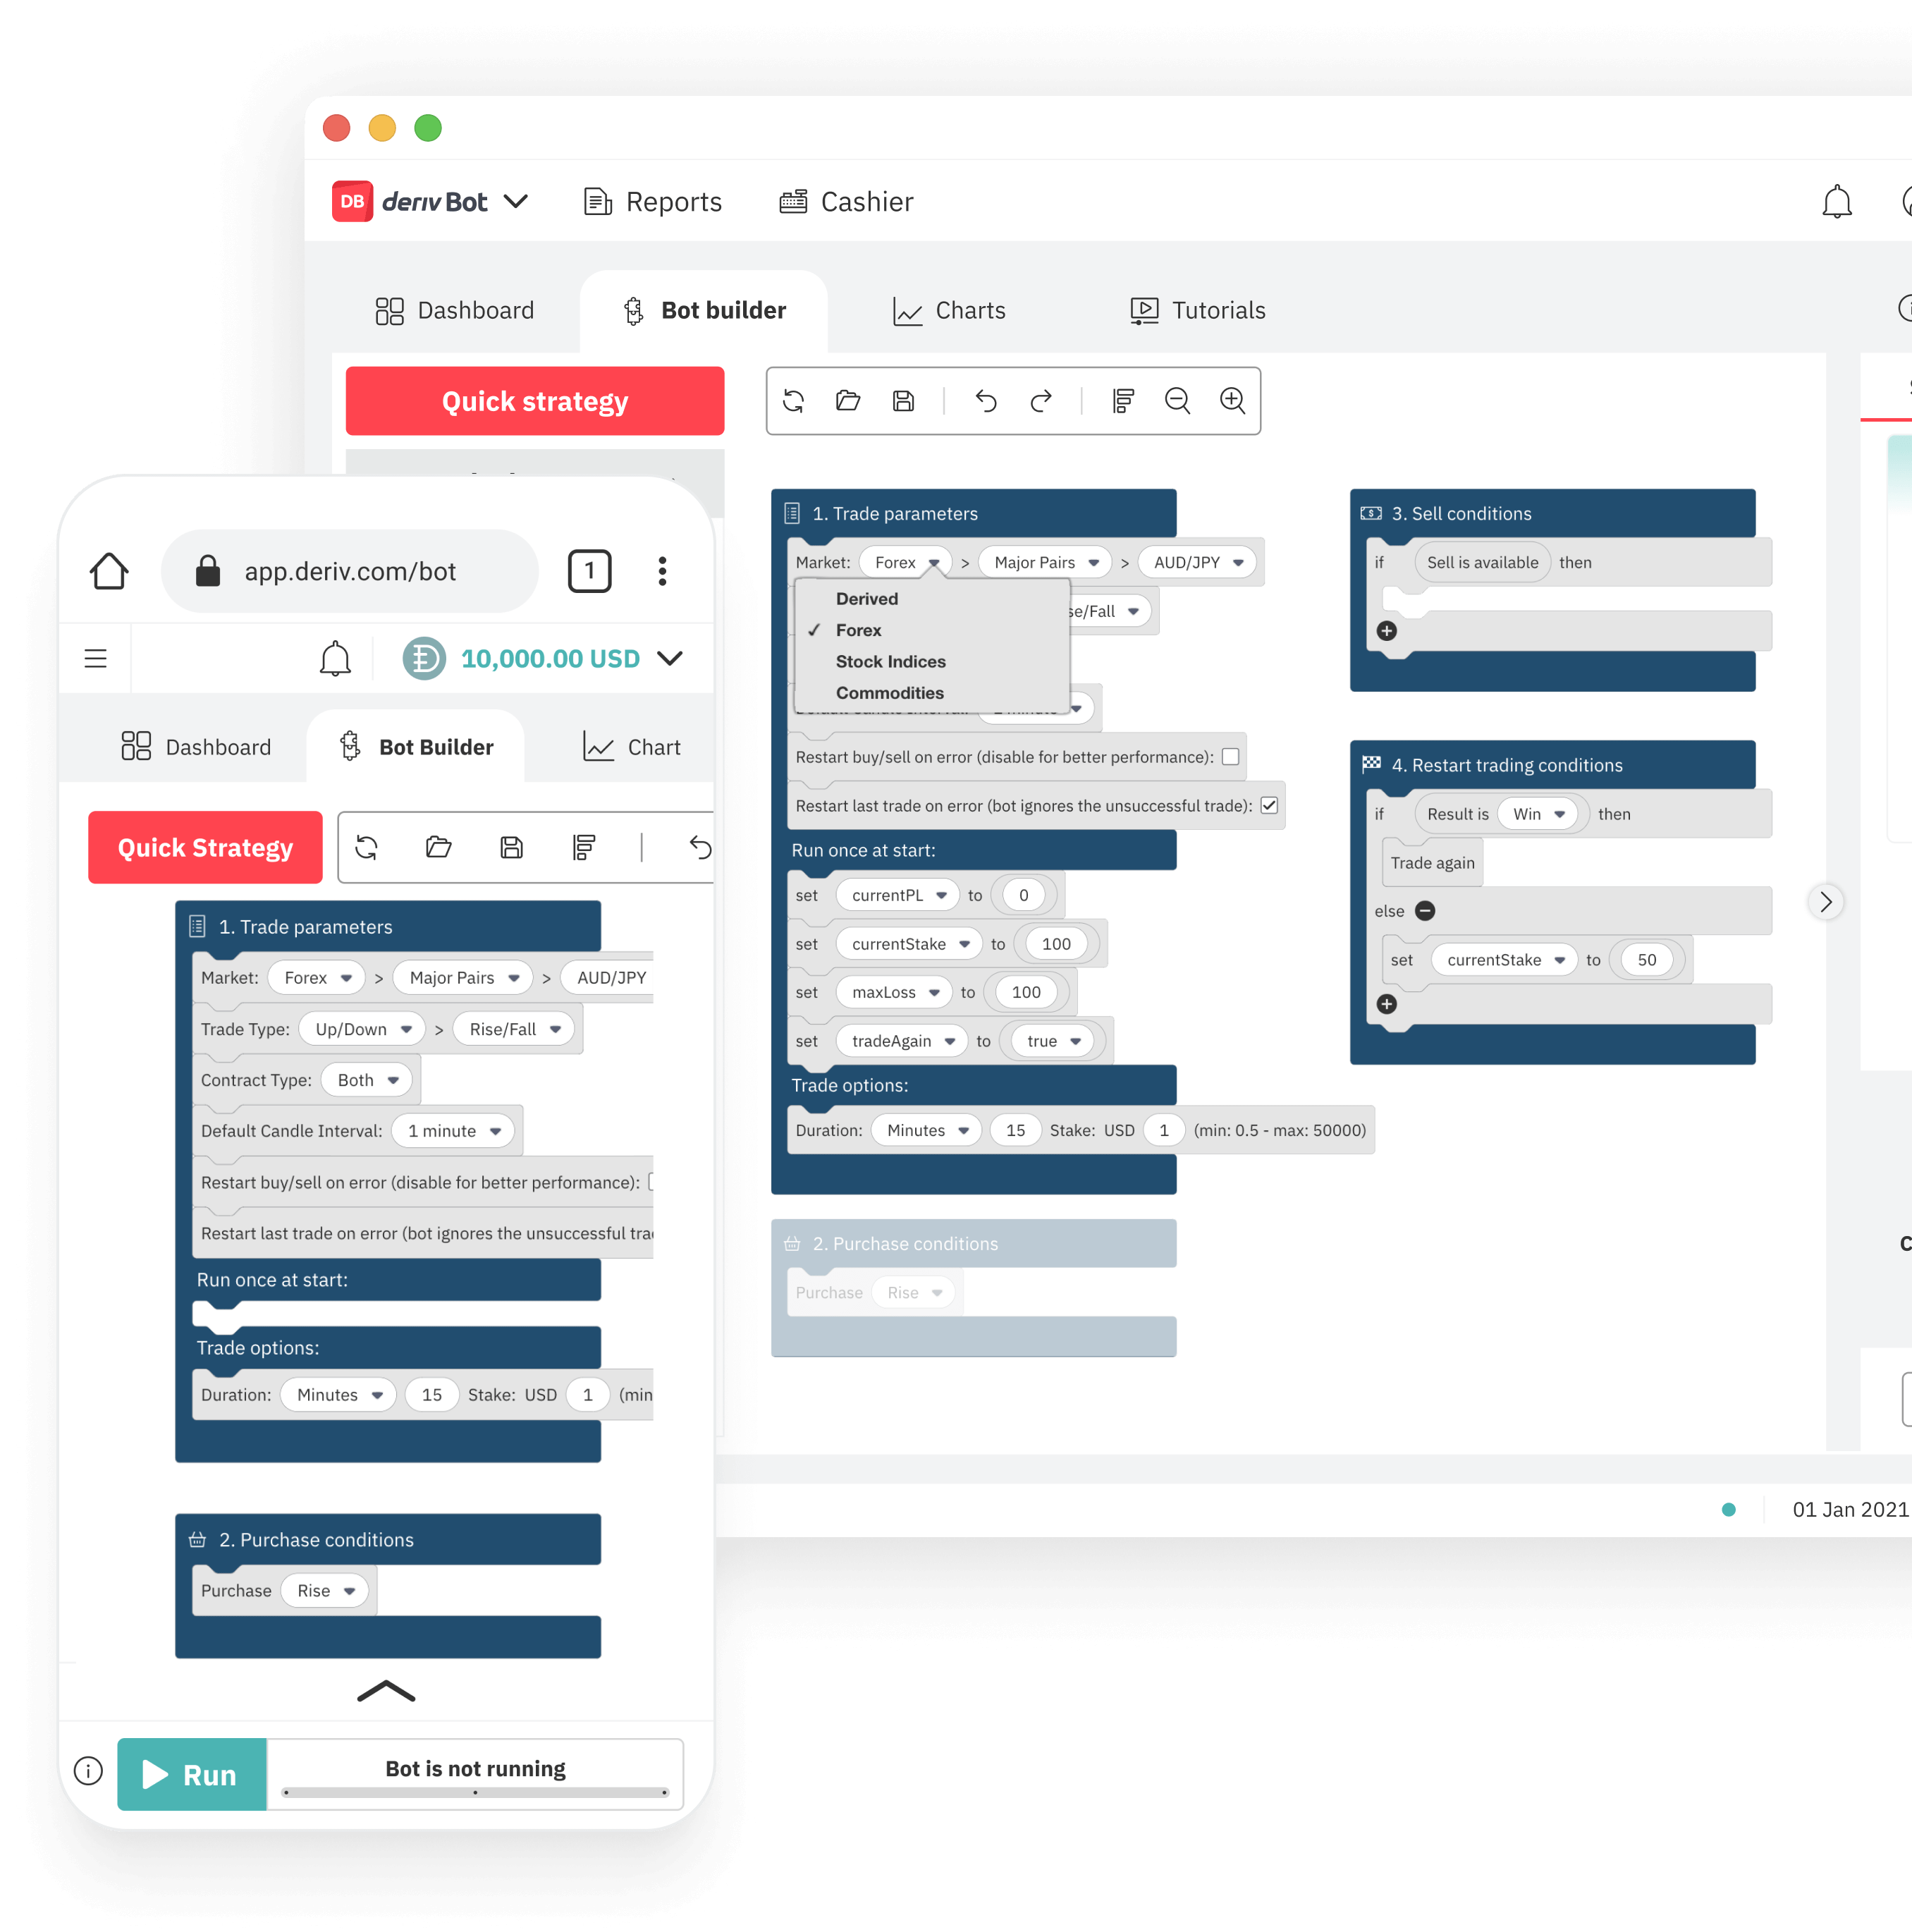 DB deriv Bot Reports Cashier
Dashboard Bot builder Charts Tutorials
Quick strategy
1. Trade parameters
Market: Forex > Major Pairs > AUD/JPY
Derived
✓ Forex
Stock Indices
Commodities
se/Fall
Restart buy/sell on error (disable for better performance):
Restart last trade on error (bot ignores the unsuccessful trade):
Run once at start:
set currentPL to 0
set currentStake to 100
set maxLoss to 100
set tradeAgain to true
Trade options:
Duration: Minutes 15 Stake: USD 1 (min: 0.5 - max: 50000)
2. Purchase conditions
Purchase Rise
3. Sell conditions
if Sell is available then
4. Restart trading conditions
if Result is Win then
Trade again
else
set currentStake to 50
01 Jan 2021
app.deriv.com/bot 1
10,000.00 USD
Dashboard Bot Builder Chart
Quick Strategy
1. Trade parameters
Market: Forex > Major Pairs > AUD/JPY
Trade Type: Up/Down > Rise/Fall
Contract Type: Both
Default Candle Interval: 1 minute
Restart buy/sell on error (disable for better performance):
Restart last trade on error (bot ignores the unsuccessful tra
Run once at start:
Trade options:
Duration: Minutes 15 Stake: USD 1 (min
2. Purchase conditions
Purchase Rise
Run Bot is not running